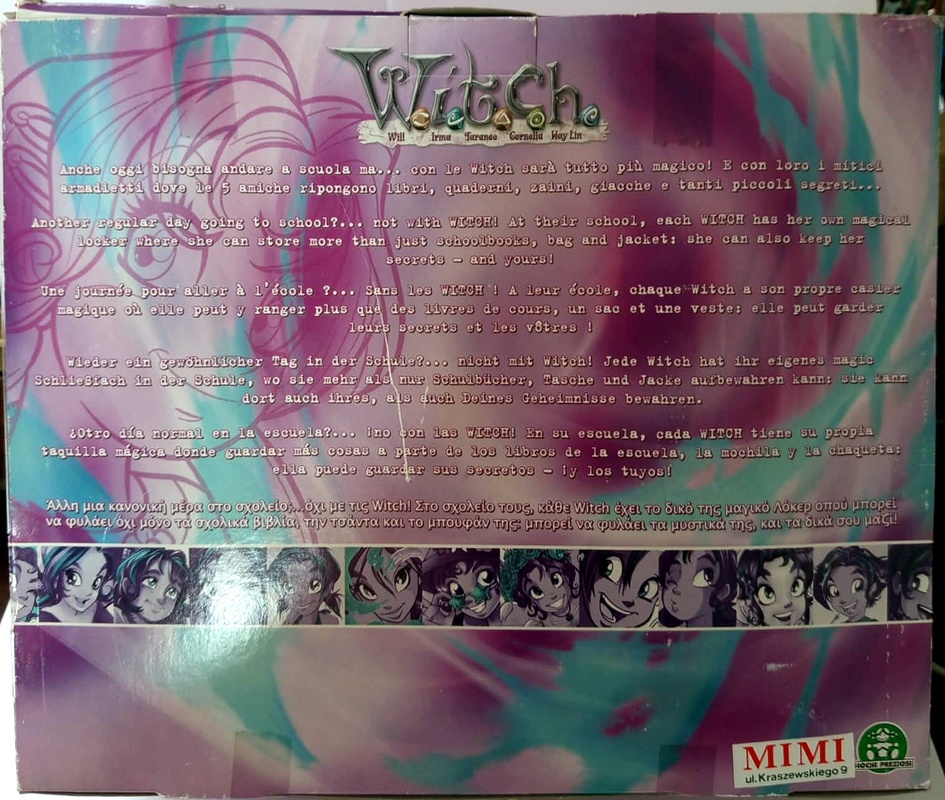 W.i.t.c.h.
Will Irma Taranee Cornelia Hay Lin
Anche oggi bisogna andare a scuola ma... con le Witch sarà tutto più magico! E con loro i mitici
armadietti dove le 5 amiche ripongono libri, quaderni, zaini, giacche e tanti piccoli segreti...
Another regular day going to school?... not with WITCH! At their school, each WITCH has her own magical
locker where she can store more than just schoolbooks, bag and jacket: she can also keep her
secrets – and yours!
Une journée pour aller à l'école ?... Sans les WITCH ! A leur école, chaque Witch a son propre casier
magique où elle peut y ranger plus que des livres de cours, un sac et une veste: elle peut garder
leurs secrets et les vôtres !
Wieder ein gewöhnlicher Tag in der Schule?... nicht mit Witch! Jede Witch hat ihr eigenes magic
Schließfach in der Schule, wo sie mehr als nur Schulbücher, Tasche und Jacke aufbewahren kann: sie kann
dort auch ihres, als auch Deines Geheimnisse bewahren.
¿Otro día normal en la escuela?... ¡no con las WITCH! En su escuela, cada WITCH tiene su propia
taquilla mágica donde guardar más cosas a parte de los libros de la escuela, la mochila y la chaqueta:
ella puede guardar sus secretos – ¡y los tuyos!
Άλλη μια κανονική μέρα στο σχολείο;...όχι με τις Witch! Στο σχολείο τους, κάθε Witch έχει το δικό της μαγικό Λόκερ οπού μπορεί
να φυλάει όχι μόνο τα σχολικά βιβλία, την τσάντα και το μπουφάν της; μπορεί να φυλάει τα μυστικά της, και τα δικά σου μαζί!
MIMI
ul. Kraszewskiego 9
GIOCHI PREZIOSI